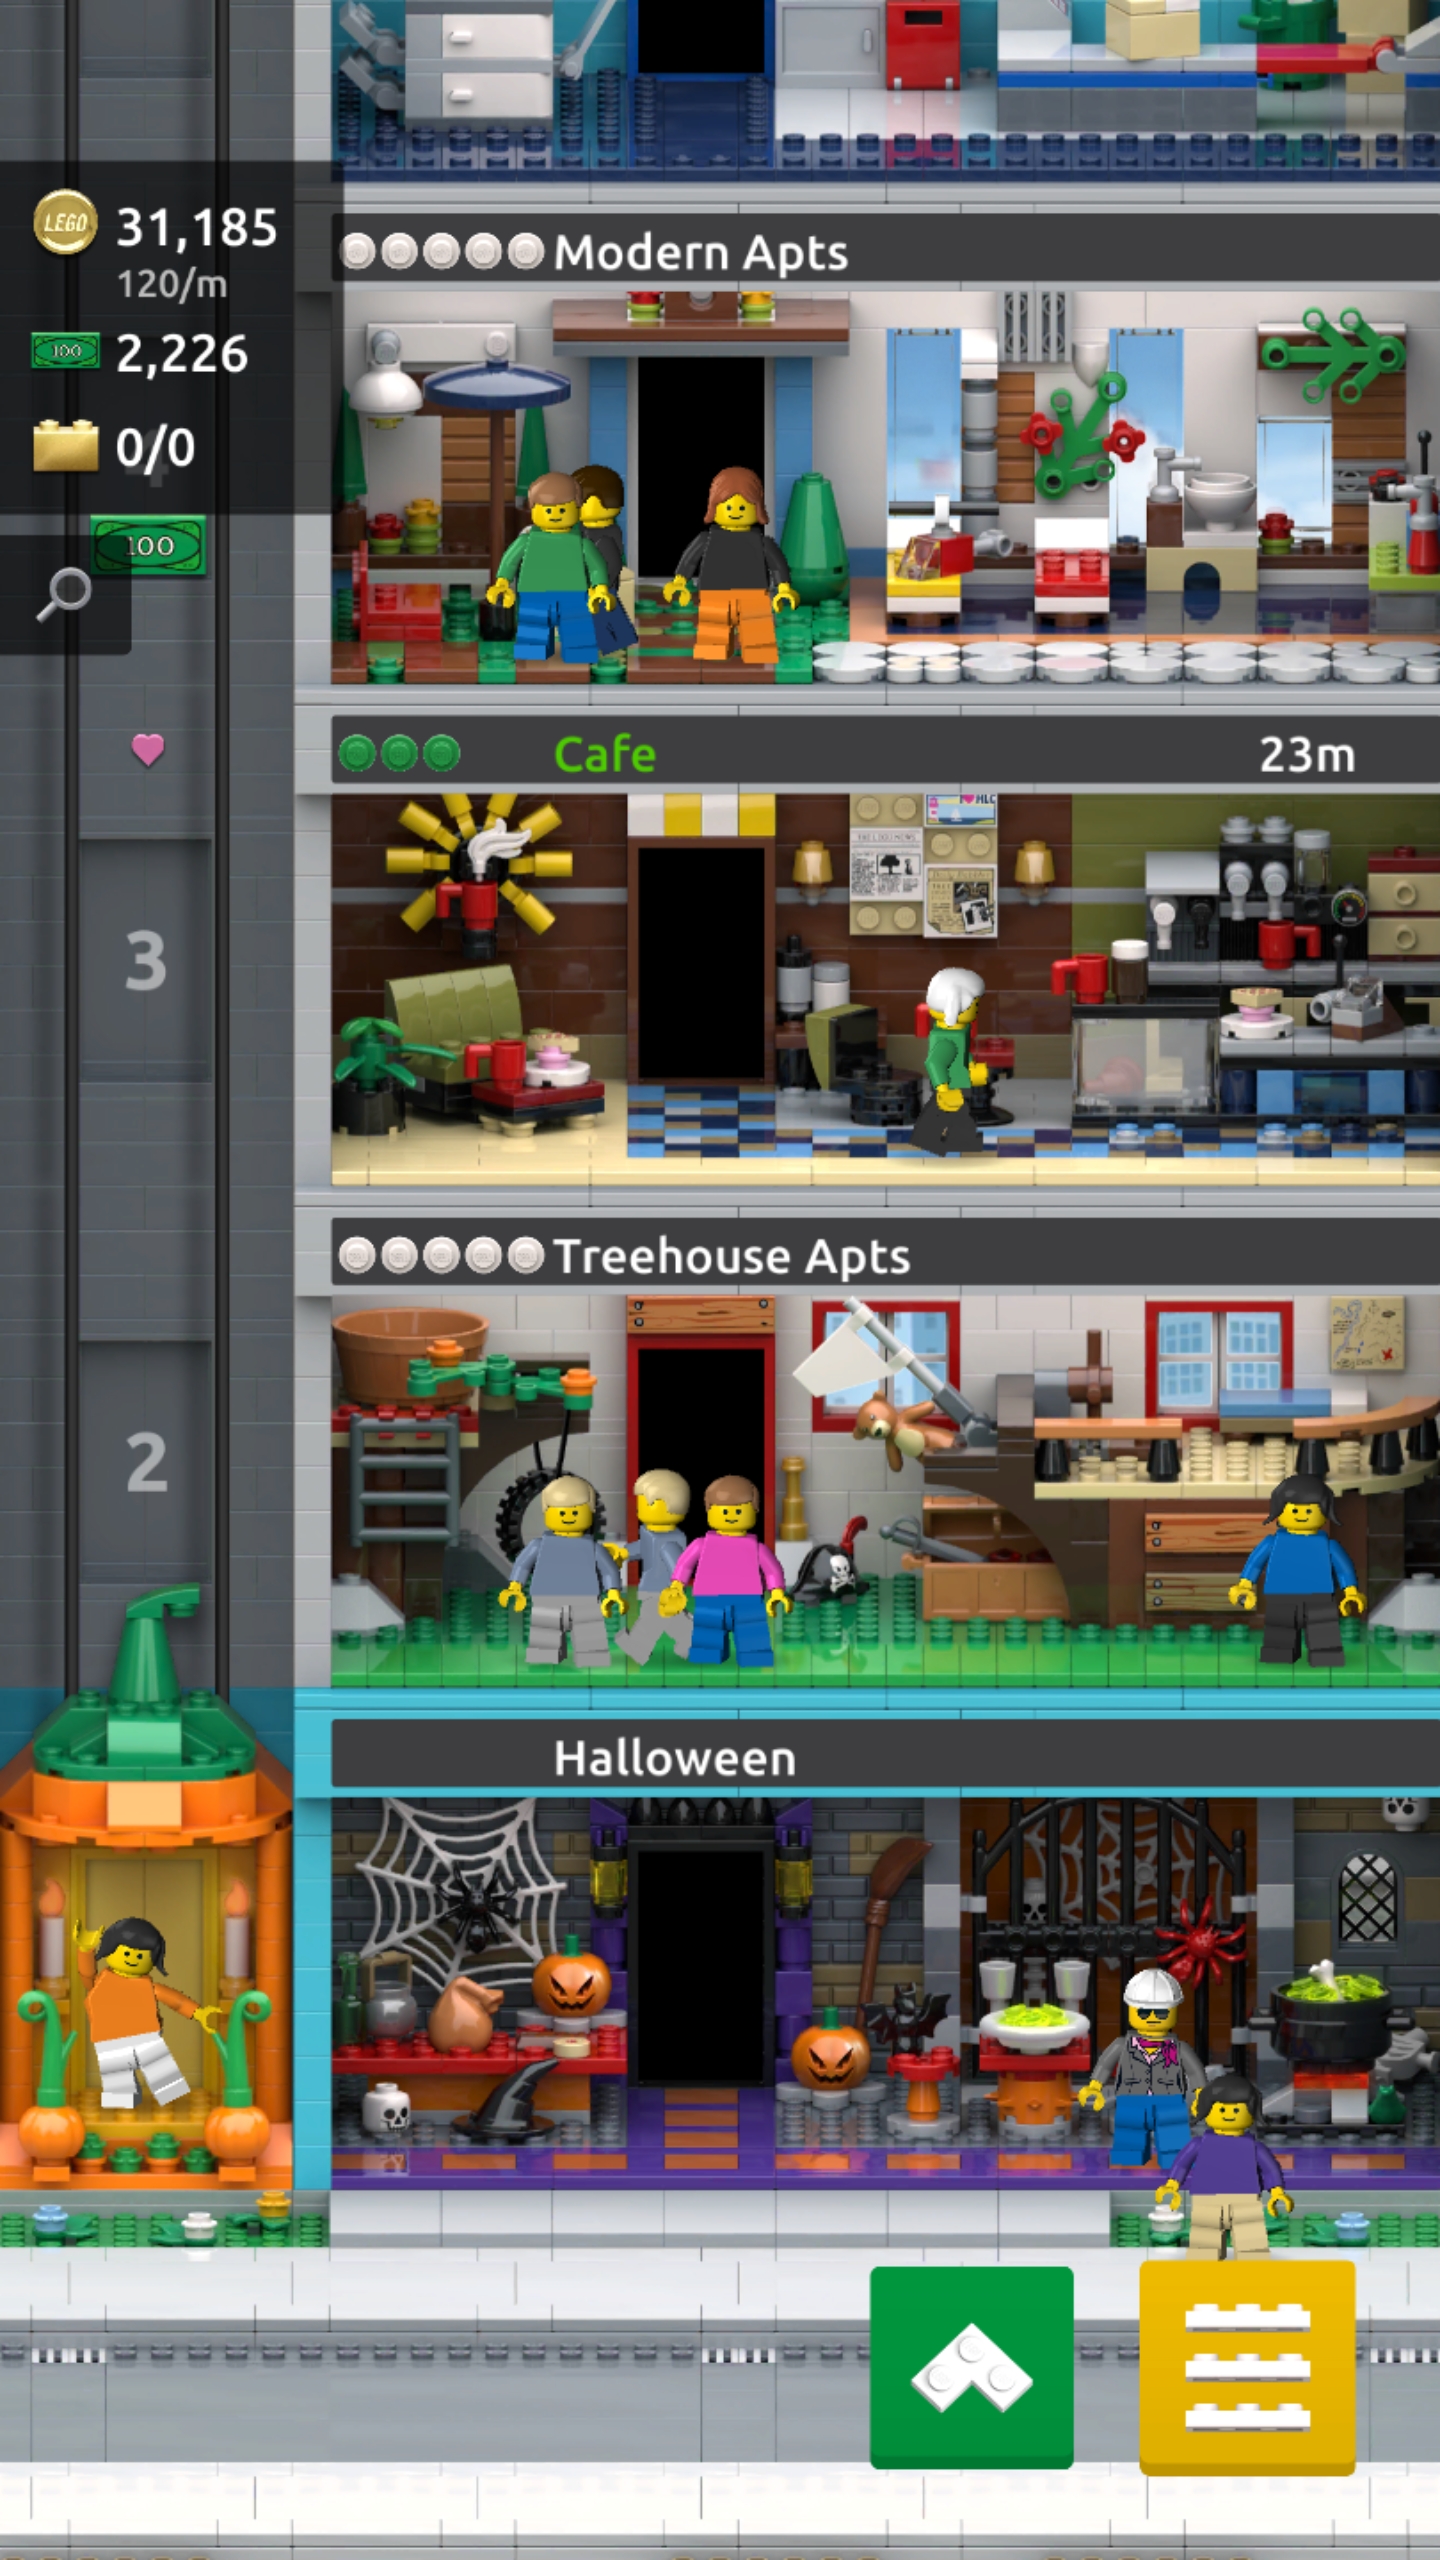 LEGO 31,185
120/m
100 2,226
0/0
100
Modern Apts
Cafe 23m
3
Treehouse Apts
2
Halloween